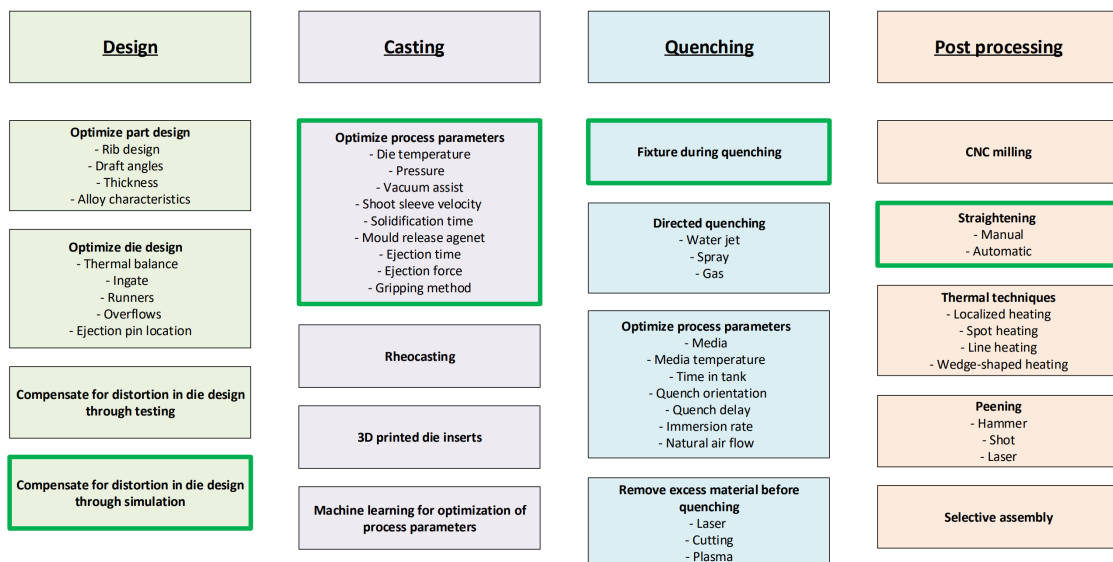 Design
Optimize part design
- Rib design
- Draft angles
- Thickness
- Alloy characteristics
Optimize die design
- Thermal balance
- Ingate
- Runners
- Overflows
- Ejection pin location
Compensate for distortion in die design
through testing
Compensate for distortion in die design
through simulation
Casting
Optimize process parameters
- Die temperature
- Pressure
- Vacuum assist
- Shoot sleeve velocity
- Solidification time
- Mould release agenet
- Ejection time
- Ejection force
- Gripping method
Rheocasting
3D printed die inserts
Machine learning for optimization of
process parameters
Quenching
Fixture during quenching
Directed quenching
- Water jet
- Spray
- Gas
Optimize process parameters
- Media
- Media temperature
- Time in tank
- Quench orientation
- Quench delay
- Immersion rate
- Natural air flow
Remove excess material before
quenching
- Laser
- Cutting
- Plasma
Post processing
CNC milling
Straightening
- Manual
- Automatic
Thermal techniques
- Localized heating
- Spot heating
- Line heating
- Wedge-shaped heating
Peening
- Hammer
- Shot
- Laser
Selective assembly